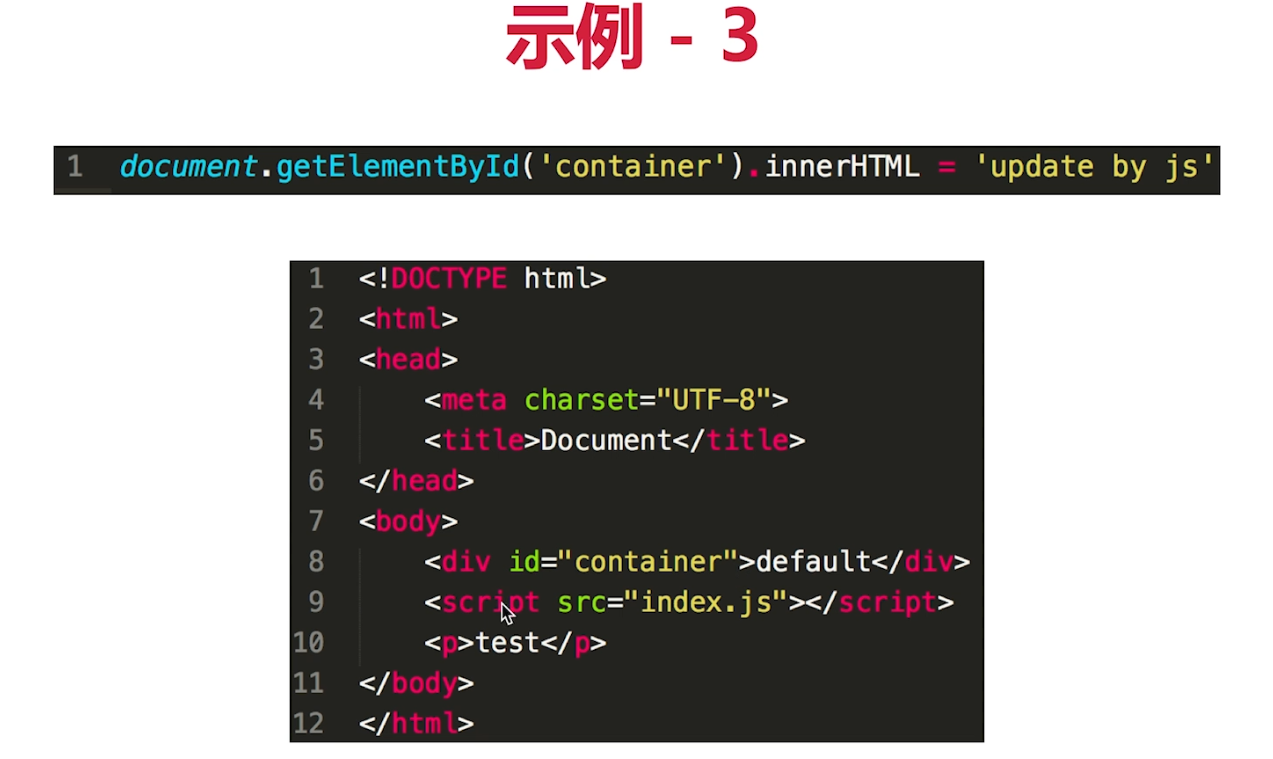 示例 - 3
1 document.getElementById('container').innerHTML = 'update by js'
1 <!DOCTYPE html>
2 <html>
3 <head>
4 <meta charset="UTF-8">
5 <title>Document</title>
6 </head>
7 <body>
8 <div id="container">default</div>
9 <script src="index.js"></script>
10 <p>test</p>
11 </body>
12 </html>